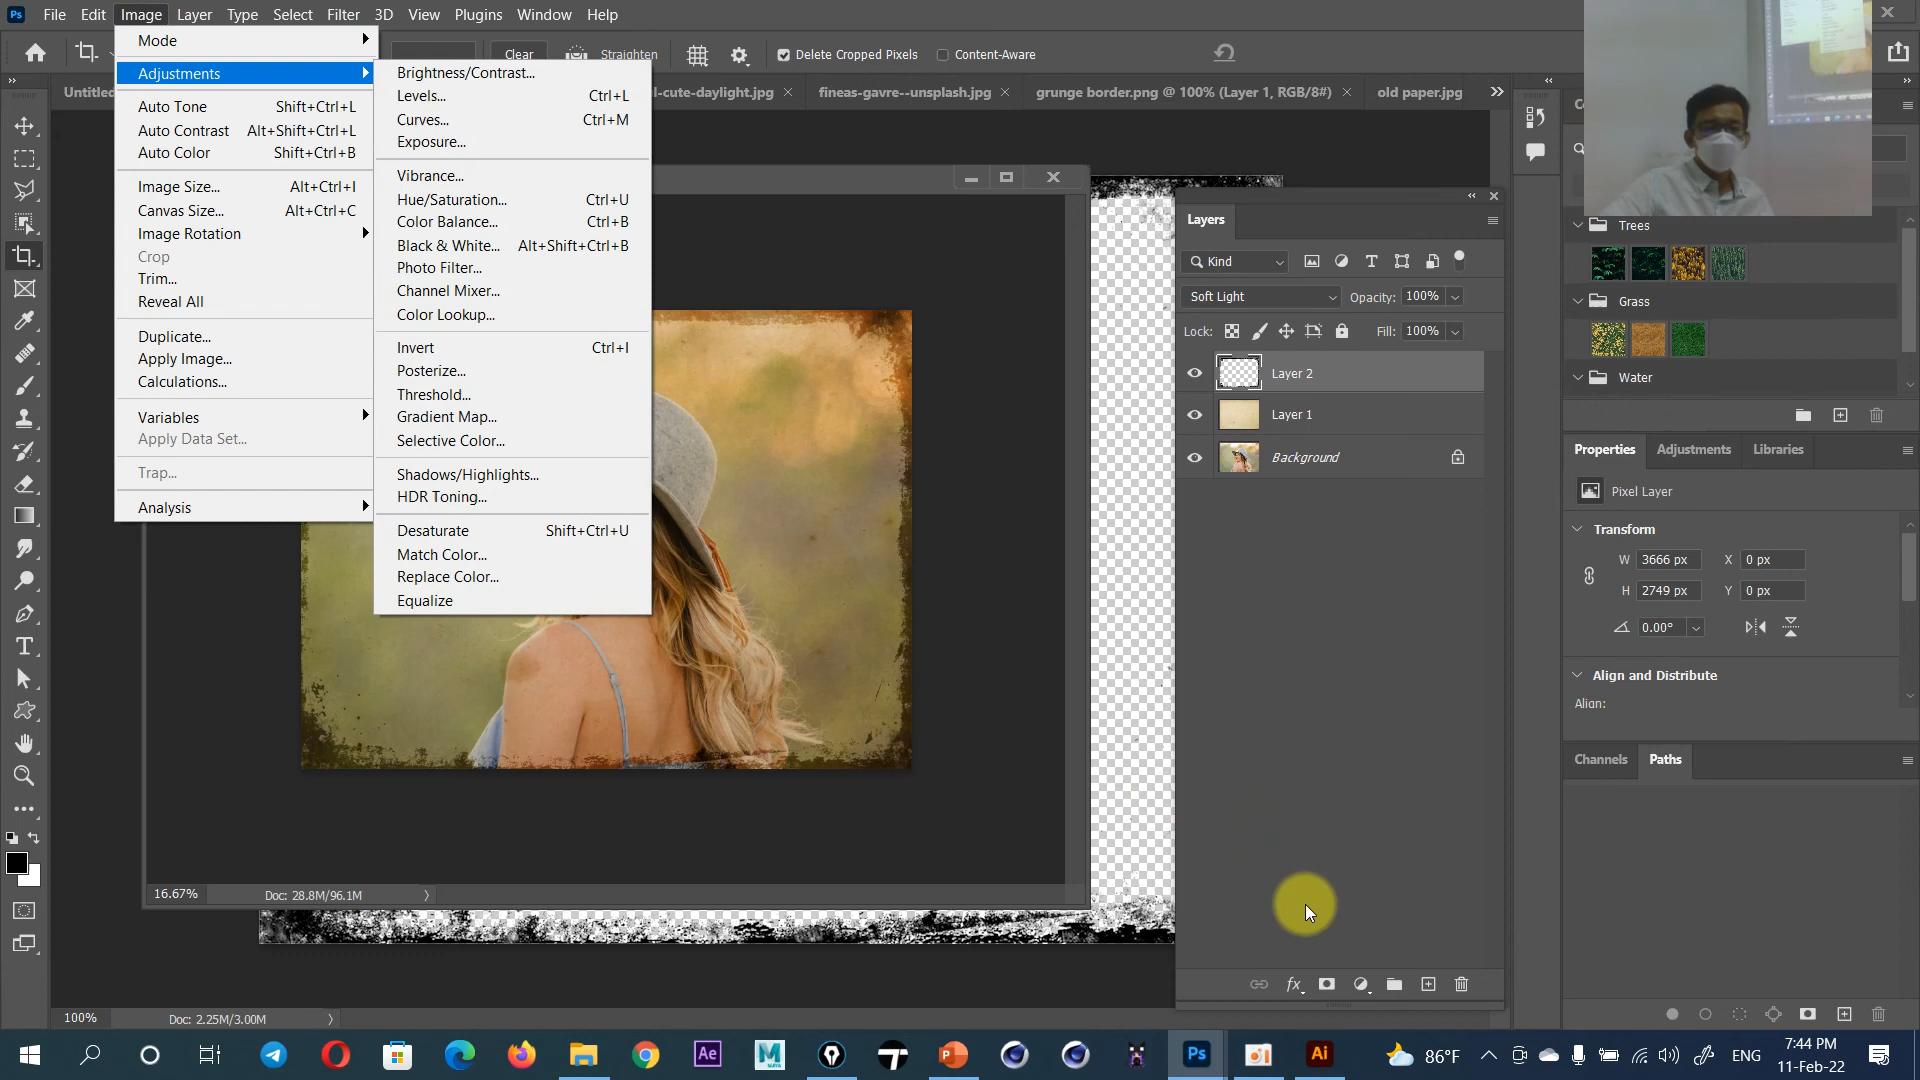 Ps File Edit Image Layer Type Select Filter 3D View Plugins Window Help
Clear Straighten Delete Cropped Pixels Content-Aware
Mode
Adjustments
Auto Tone Shift+Ctrl+L
Auto Contrast Alt+Shift+Ctrl+L
Auto Color Shift+Ctrl+B
Image Size... Alt+Ctrl+I
Canvas Size... Alt+Ctrl+C
Image Rotation
Crop
Trim...
Reveal All
Duplicate...
Apply Image...
Calculations...
Variables
Apply Data Set...
Trap...
Analysis
Brightness/Contrast...
Levels... Ctrl+L
Curves... Ctrl+M
Exposure...
Vibrance...
Hue/Saturation... Ctrl+U
Color Balance... Ctrl+B
Black & White... Alt+Shift+Ctrl+B
Photo Filter...
Channel Mixer...
Color Lookup...
Invert Ctrl+I
Posterize...
Threshold...
Gradient Map...
Selective Color...
Shadows/Highlights...
HDR Toning...
Desaturate Shift+Ctrl+U
Match Color...
Replace Color...
Equalize
l-cute-daylight.jpg fineas-gavre--unsplash.jpg grunge border.png @ 100% (Layer 1, RGB/8#) old paper.jpg
Layers
Kind
Soft Light Opacity: 100%
Lock: Fill: 100%
Layer 2
Layer 1
Background
fx
Trees
Grass
Water
Properties Adjustments Libraries
Pixel Layer
Transform
W 3666 px X 0 px
H 2749 px Y 0 px
0.00°
Align and Distribute
Align:
Channels Paths
16.67% Doc: 28.8M/96.1M
100% Doc: 2.25M/3.00M
Ae Ps Ai
86°F ENG 7:44 PM
11-Feb-22